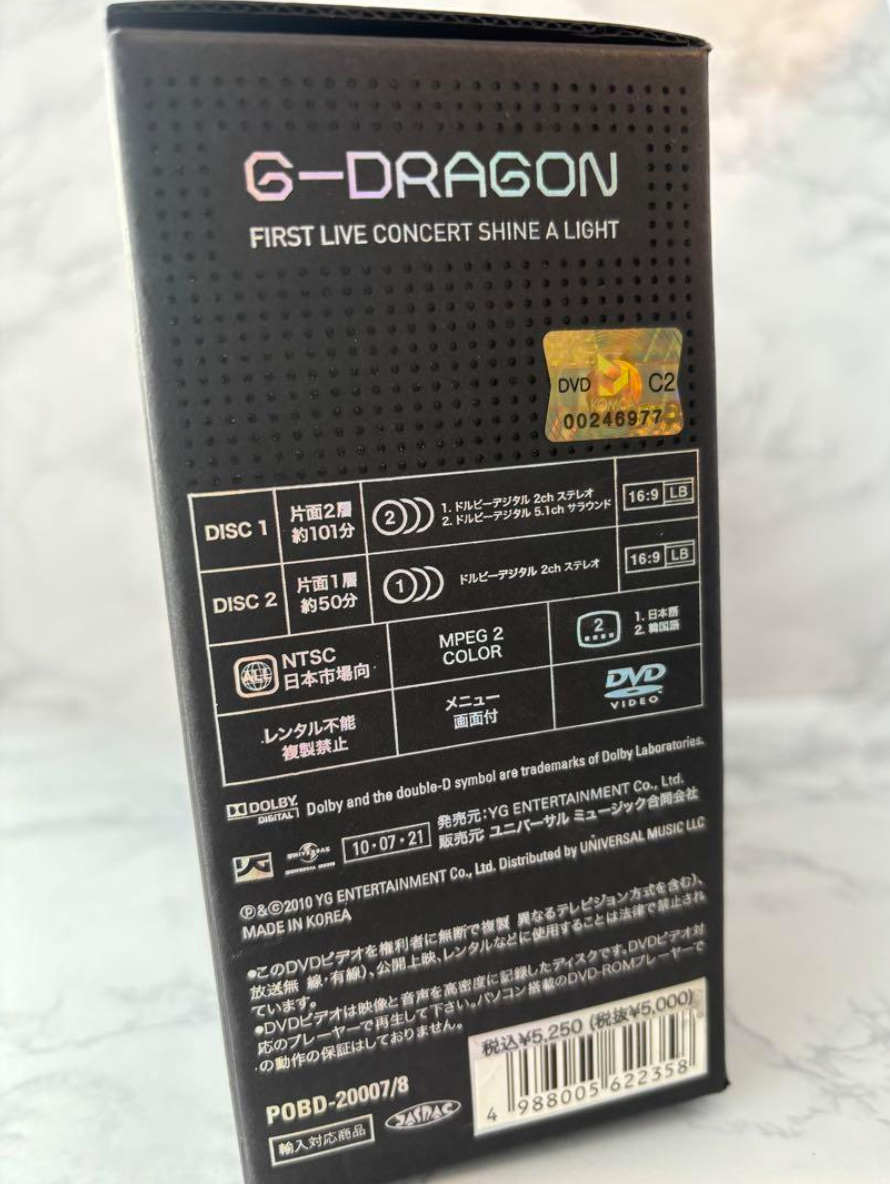 G-DRAGON
FIRST LIVE CONCERT SHINE A LIGHT
DVD C2
KOMCA
00246977
DISC 1
片面2層
約101分
2
1. ドルビーデジタル 2ch ステレオ
2. ドルビーデジタル 5.1ch サラウンド
16:9 LB
DISC 2
片面1層
約50分
1
ドルビーデジタル 2ch ステレオ
16:9 LB
ALL
NTSC
日本市場向
MPEG 2
COLOR
2
1. 日本語
2. 韓国語
レンタル不能
複製禁止
メニュー
画面付
DVD
VIDEO
DOLBY
DIGITAL
Dolby and the double-D symbol are trademarks of Dolby Laboratories.
UNIVERSAL
UNIVERSAL MUSIC
10・07・21
発売元:YG ENTERTAINMENT Co., Ltd.
販売元 ユニバーサル ミュージック合同会社
Ⓟ&©2010 YG ENTERTAINMENT Co., Ltd. Distributed by UNIVERSAL MUSIC LLC
MADE IN KOREA
●このDVDビデオを権利者に無断で複製 異なるテレビジョン方式を含む)、
放送無 線・有線)、公開上映、レンタルなどに使用することは法律で禁止され
ています。
●DVDビデオは映像と音声を高密度に記録したディスクです。DVDビデオ対
応のプレーヤーで再生して下さい。パソコン搭載のDVD-ROMプレーヤーで
の動作の保証はしておりません。
税込¥5,250 (税抜¥5,000)
4 988005 622358
POBD-20007/8
輸入対応商品
JASRAC